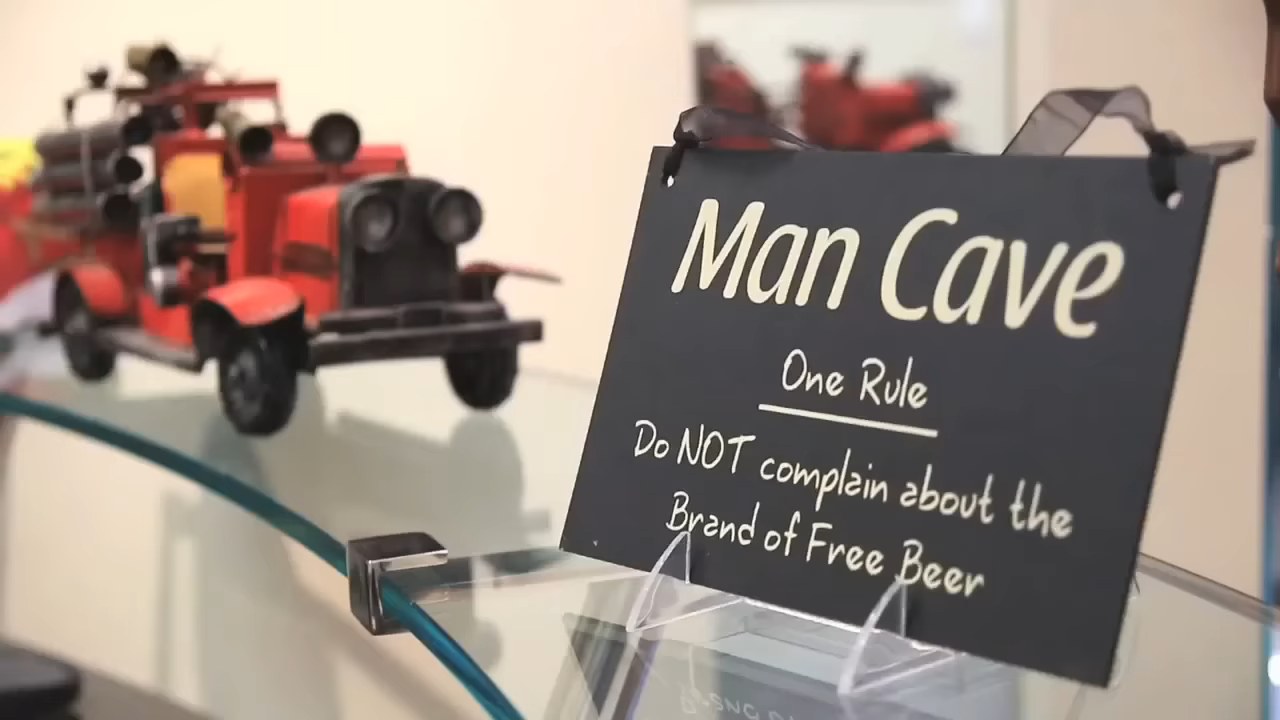 Man Cave
One Rule
Do NOT complain about the
Brand of Free Beer